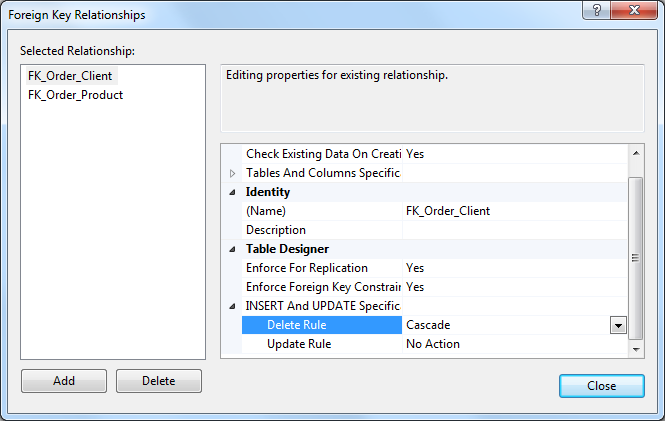 Foreign Key Relationships
?
Selected Relationship:
FK_Order_Client
FK_Order_Product
Editing properties for existing relationship.
Check Existing Data On Creati Yes
Tables And Columns Specific
Identity
(Name) FK_Order_Client
Description
Table Designer
Enforce For Replication Yes
Enforce Foreign Key Constrain Yes
INSERT And UPDATE Specific
Delete Rule Cascade
Update Rule No Action
Add Delete
Close